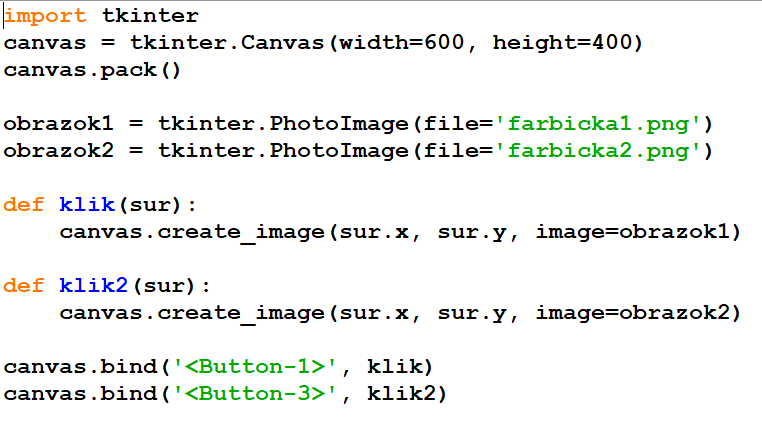 import tkinter
canvas = tkinter.Canvas(width=600, height=400)
canvas.pack()

obrazok1 = tkinter.PhotoImage(file='farbicka1.png')
obrazok2 = tkinter.PhotoImage(file='farbicka2.png')

def klik(sur):
    canvas.create_image(sur.x, sur.y, image=obrazok1)

def klik2(sur):
    canvas.create_image(sur.x, sur.y, image=obrazok2)

canvas.bind('<Button-1>', klik)
canvas.bind('<Button-3>', klik2)